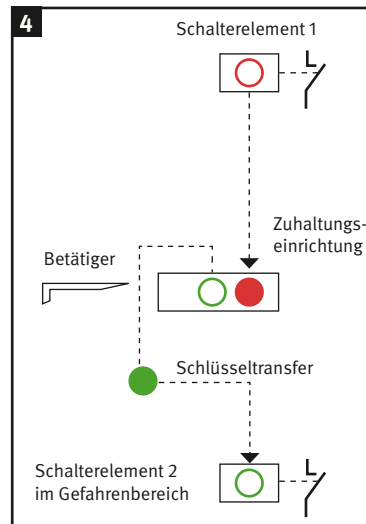 4
Schalterelement 1
Zuhaltungs-
einrichtung
Betätiger
Schlüsseltransfer
Schalterelement 2
im Gefahrenbereich